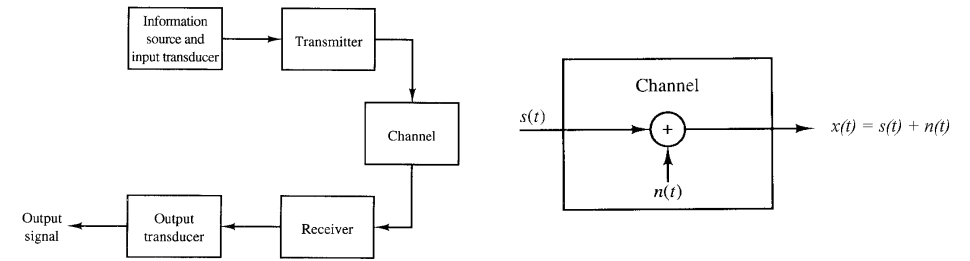 Information
source and
input transducer
Transmitter
Channel
Receiver
Output
transducer
Output
signal
Channel
s(t)
+
n(t)
x(t) = s(t) + n(t)